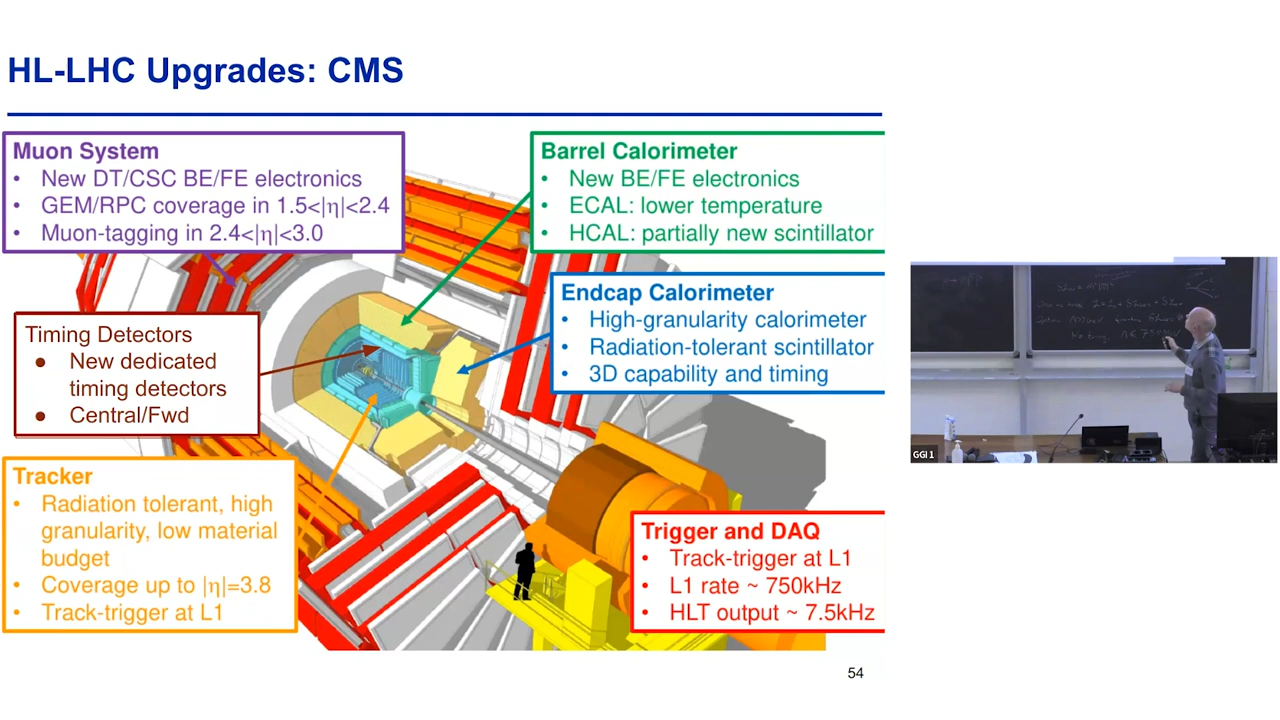 HL-LHC Upgrades: CMS
Muon System
• New DT/CSC BE/FE electronics
• GEM/RPC coverage in 1.5<|η|<2.4
• Muon-tagging in 2.4<|η|<3.0
Barrel Calorimeter
• New BE/FE electronics
• ECAL: lower temperature
• HCAL: partially new scintillator
Endcap Calorimeter
• High-granularity calorimeter
• Radiation-tolerant scintillator
• 3D capability and timing
Timing Detectors
● New dedicated
timing detectors
● Central/Fwd
Tracker
• Radiation tolerant, high
granularity, low material
budget
• Coverage up to |η|=3.8
• Track-trigger at L1
Trigger and DAQ
• Track-trigger at L1
• L1 rate ~ 750kHz
• HLT output ~ 7.5kHz
54
GGI 1